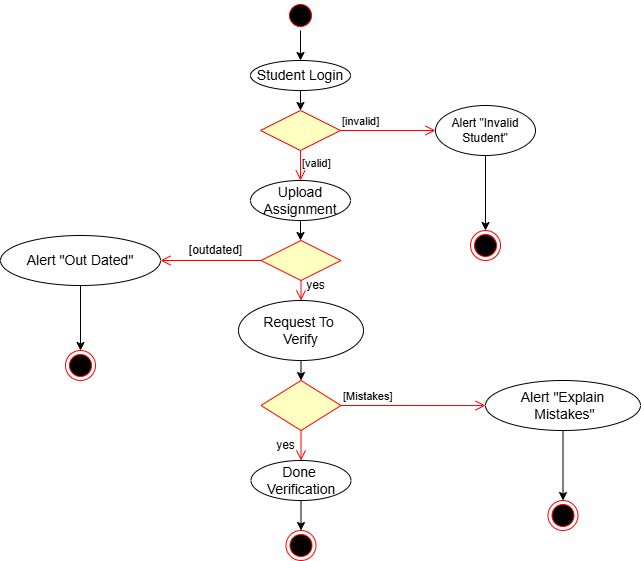 Student Login
[invalid]
Alert "Invalid
Student"
[valid]
Upload
Assignment
[outdated]
Alert "Out Dated"
yes
Request To
Verify
[Mistakes]
Alert "Explain
Mistakes"
yes
Done
Verification